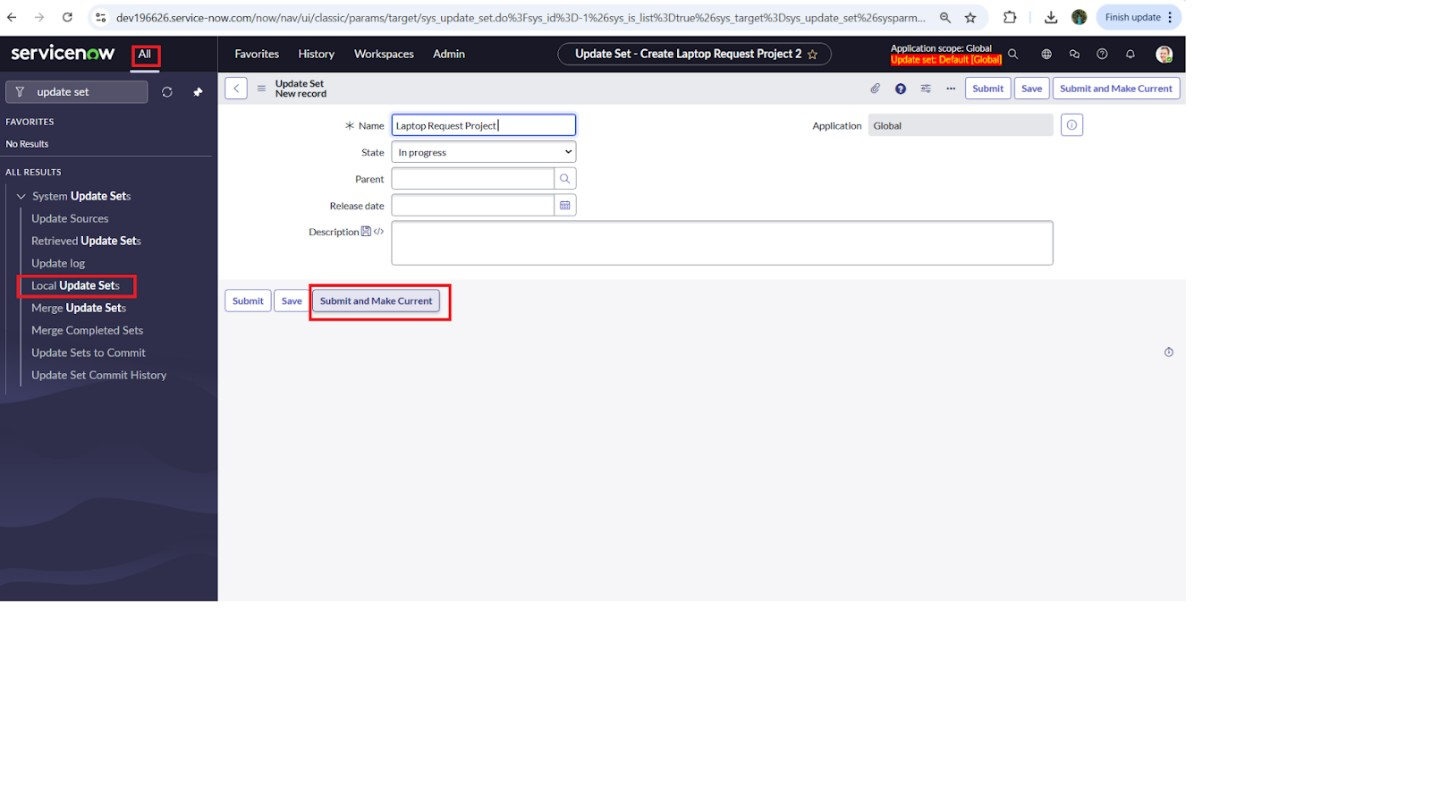 dev196626.service-now.com/now/nav/ui/classic/params/target/sys_update_set.do%3Fsys_id%3D-1%26sys_is_list%3Dtrue%26sys_target%3Dsys_update_set%26sysparm...
Finish update
servicenow
All
Favorites
History
Workspaces
Admin
Update Set - Create Laptop Request Project 2
Application scope: Global
Update set: Default [Global]
update set
Update Set
New record
Submit
Save
Submit and Make Current
FAVORITES
No Results
ALL RESULTS
System Update Sets
Update Sources
Retrieved Update Sets
Update log
Local Update Sets
Merge Update Sets
Merge Completed Sets
Update Sets to Commit
Update Set Commit History
Name
Laptop Request Project
Application
Global
State
In progress
Parent
Release date
Description
Submit
Save
Submit and Make Current